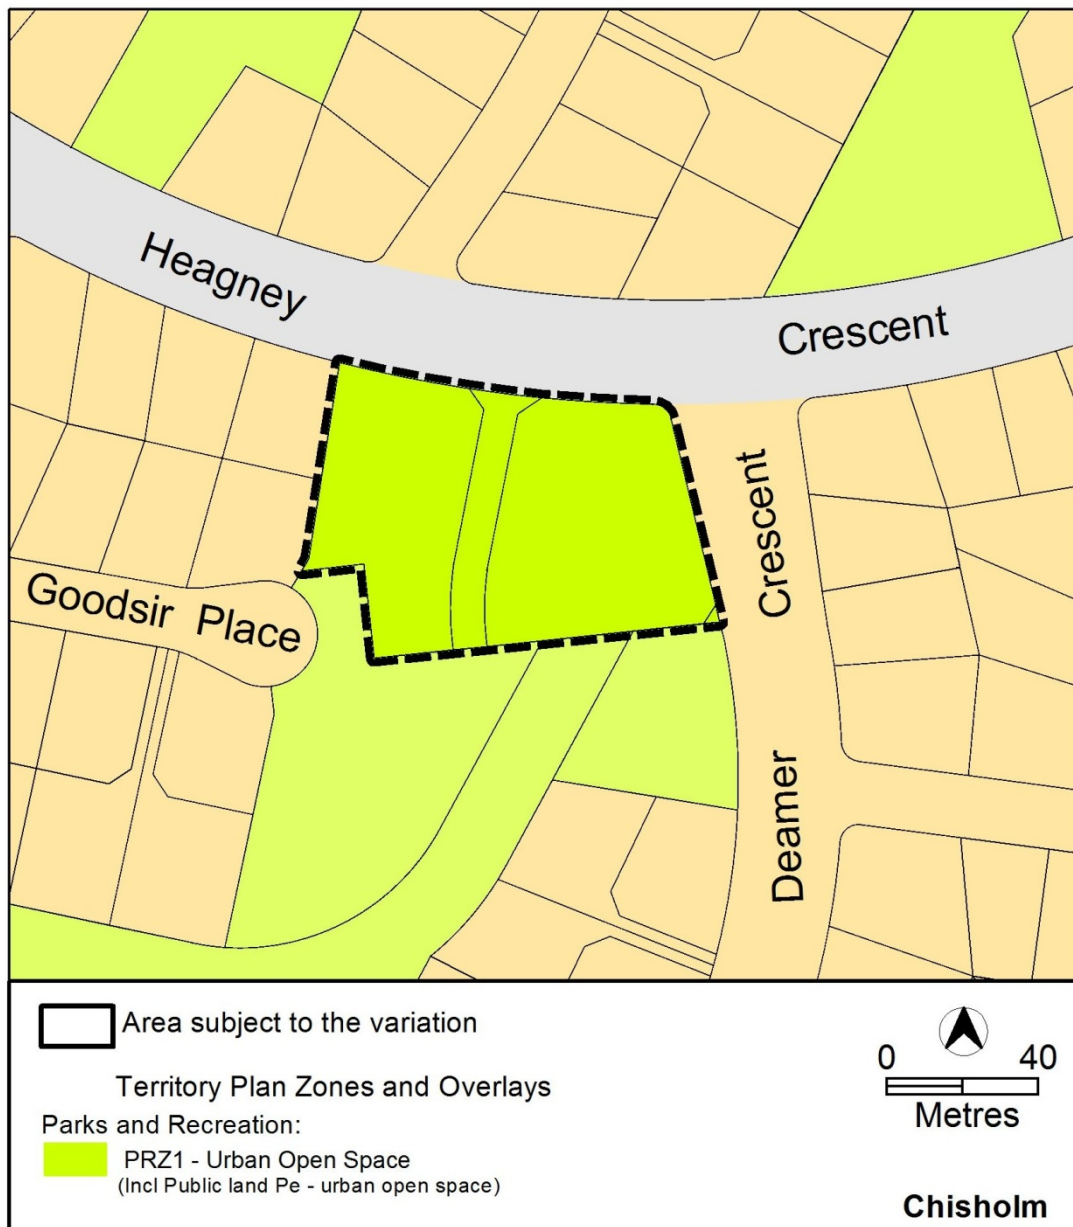 Heagney
Crescent
Crescent
Goodsir Place
Deamer
Area subject to the variation
0 40
Metres
Territory Plan Zones and Overlays
Parks and Recreation:
PRZ1 - Urban Open Space
(Incl Public land Pe - urban open space)
Chisholm